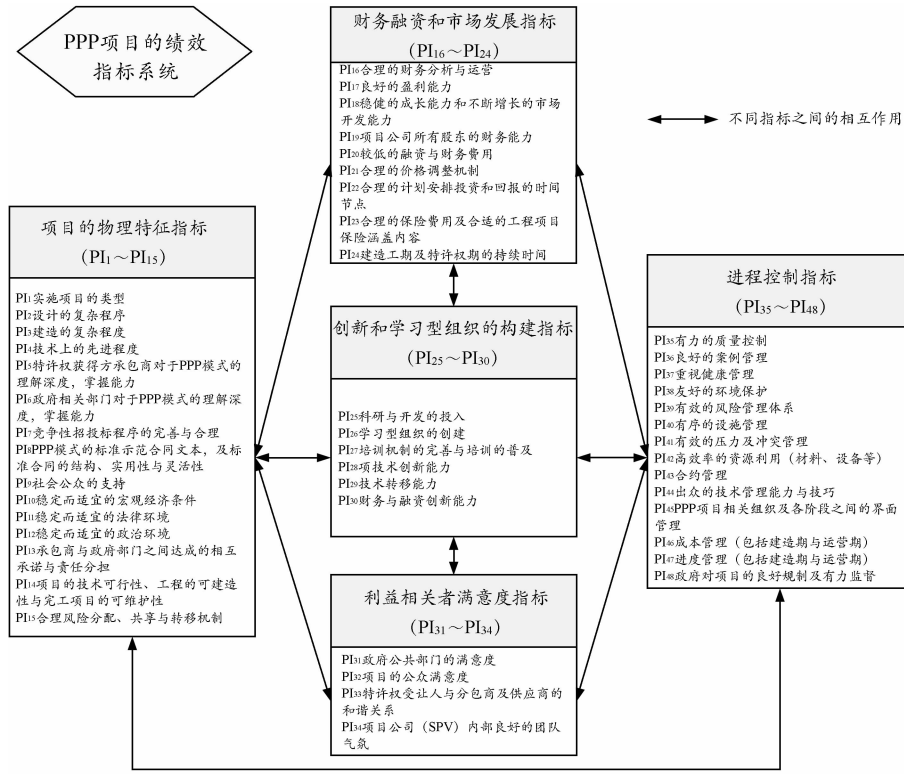 PPP项目的绩效
指标系统
财务融资和市场发展指标
(PI16～PI24)
PI16合理的财务分析与运营
PI17良好的盈利能力
PI18稳健的成长能力和不断增长的市场
开发能力
PI19项目公司所有股东的财务能力
PI20较低的融资与财务费用
PI21合理的价格调整机制
PI22合理的计划安排投资和回报的时间
节点
PI23合理的保险费用及合适的工程项目
保险涵盖内容
PI24建造工期及特许权期的持续时间
不同指标之间的相互作用
项目的物理特征指标
(PI1～PI15)
PI1实施项目的类型
PI2设计的复杂程序
PI3建造的复杂程度
PI4技术上的先进程度
PI5特许权获得方承包商对于PPP模式的
理解深度，掌握能力
PI6政府相关部门对于PPP模式的理解深
度，掌握能力
PI7竞争性招投标程序的完善与合理
PI8PPP模式的标准示范合同文本，及标
准合同的结构、实用性与灵活性
PI9社会公众的支持
PI10稳定而适宜的宏观经济条件
PI11稳定而适宜的法律环境
PI12稳定而适宜的政治环境
PI13承包商与政府部门之间达成的相互
承诺与责任分担
PI14项目的技术可行性、工程的可建造
性与完工项目的可维护性
PI15合理风险分配、共享与转移机制
创新和学习型组织的构建指标
(PI25～PI30)
PI25科研与开发的投入
PI26学习型组织的创建
PI27培训机制的完善与培训的普及
PI28项技术创新能力
PI29技术转移能力
PI30财务与融资创新能力
利益相关者满意度指标
(PI31～PI34)
PI31政府公共部门的满意度
PI32项目的公众满意度
PI33特许权受让人与分包商及供应商的
和谐关系
PI34项目公司（SPV）内部良好的团队
气氛
进程控制指标
(PI35～PI48)
PI35有力的质量控制
PI36良好的案例管理
PI37重视健康管理
PI38友好的环境保护
PI39有效的风险管理体系
PI40有序的设施管理
PI41有效的压力及冲突管理
PI42高效率的资源利用（材料、设备等）
PI43合约管理
PI44出众的技术管理能力与技巧
PI45PPP项目相关组织及各阶段之间的界面
管理
PI46成本管理（包括建造期与运营期）
PI47进度管理（包括建造期与运营期）
PI48政府对项目的良好规制及有力监督